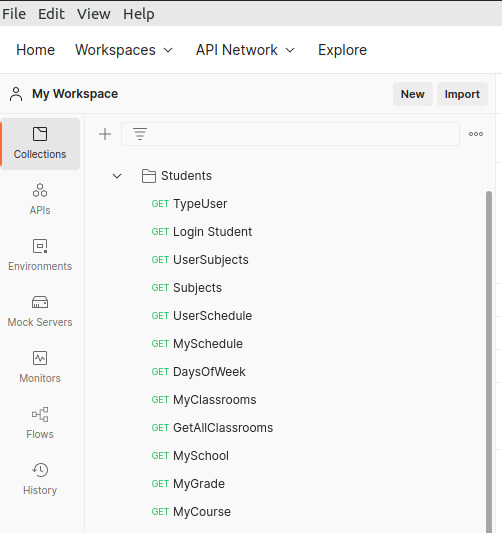 File Edit View Help
Home Workspaces API Network Explore
My Workspace New Import
Collections
APIs
Environments
Mock Servers
Monitors
Flows
History
Students
GET TypeUser
GET Login Student
GET UserSubjects
GET Subjects
GET UserSchedule
GET MySchedule
GET DaysOfWeek
GET MyClassrooms
GET GetAllClassrooms
GET MySchool
GET MyGrade
GET MyCourse